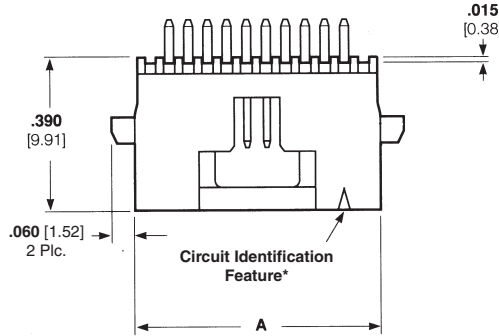 .015
[0.38
.390
[9.91]
.060 [1.52]
2 Plc.
Circuit Identification
Feature*
A